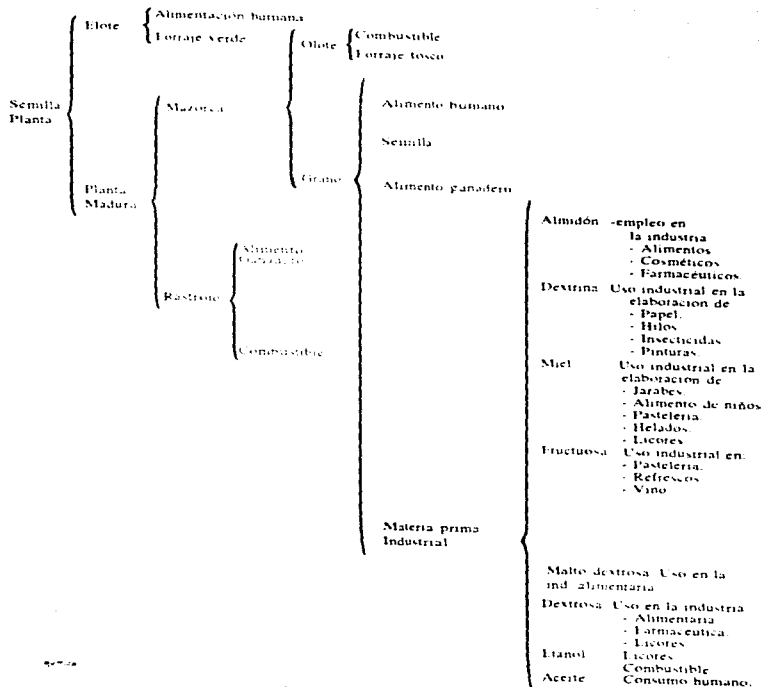 Elote
Alimentación humana
Forraje verde
Olote
Combustible
Forraje tosco
Semilla
Planta
Mazorca
Alimento humano
Semilla
Grano
Alimento ganadero
Planta
Madura
Rastrojo
Alimento
Combustible
Almidón -empleo en
la industria
- Alimentos
- Cosméticos
- Farmacéuticos.
Dextrina Uso industrial en la
elaboracion de
- Papel.
- Hilos
- Insecticidas
- Pinturas.
Miel Uso industrial en la
elaboracion de
- Jarabes.
- Alimento de niños
- Pasteleria.
- Helados.
- Licores
Fructuosa Uso industrial en:
- Pasteleria.
- Refrescos
- Vino
Materia prima
Industrial
Malto dextrosa Uso en la
ind alimentaria
Dextrosa Uso en la industria
- Alimentaria
- Farmaceutica.
- Licores
Etanol Licores
Combustible
Aceite Consumo humano.